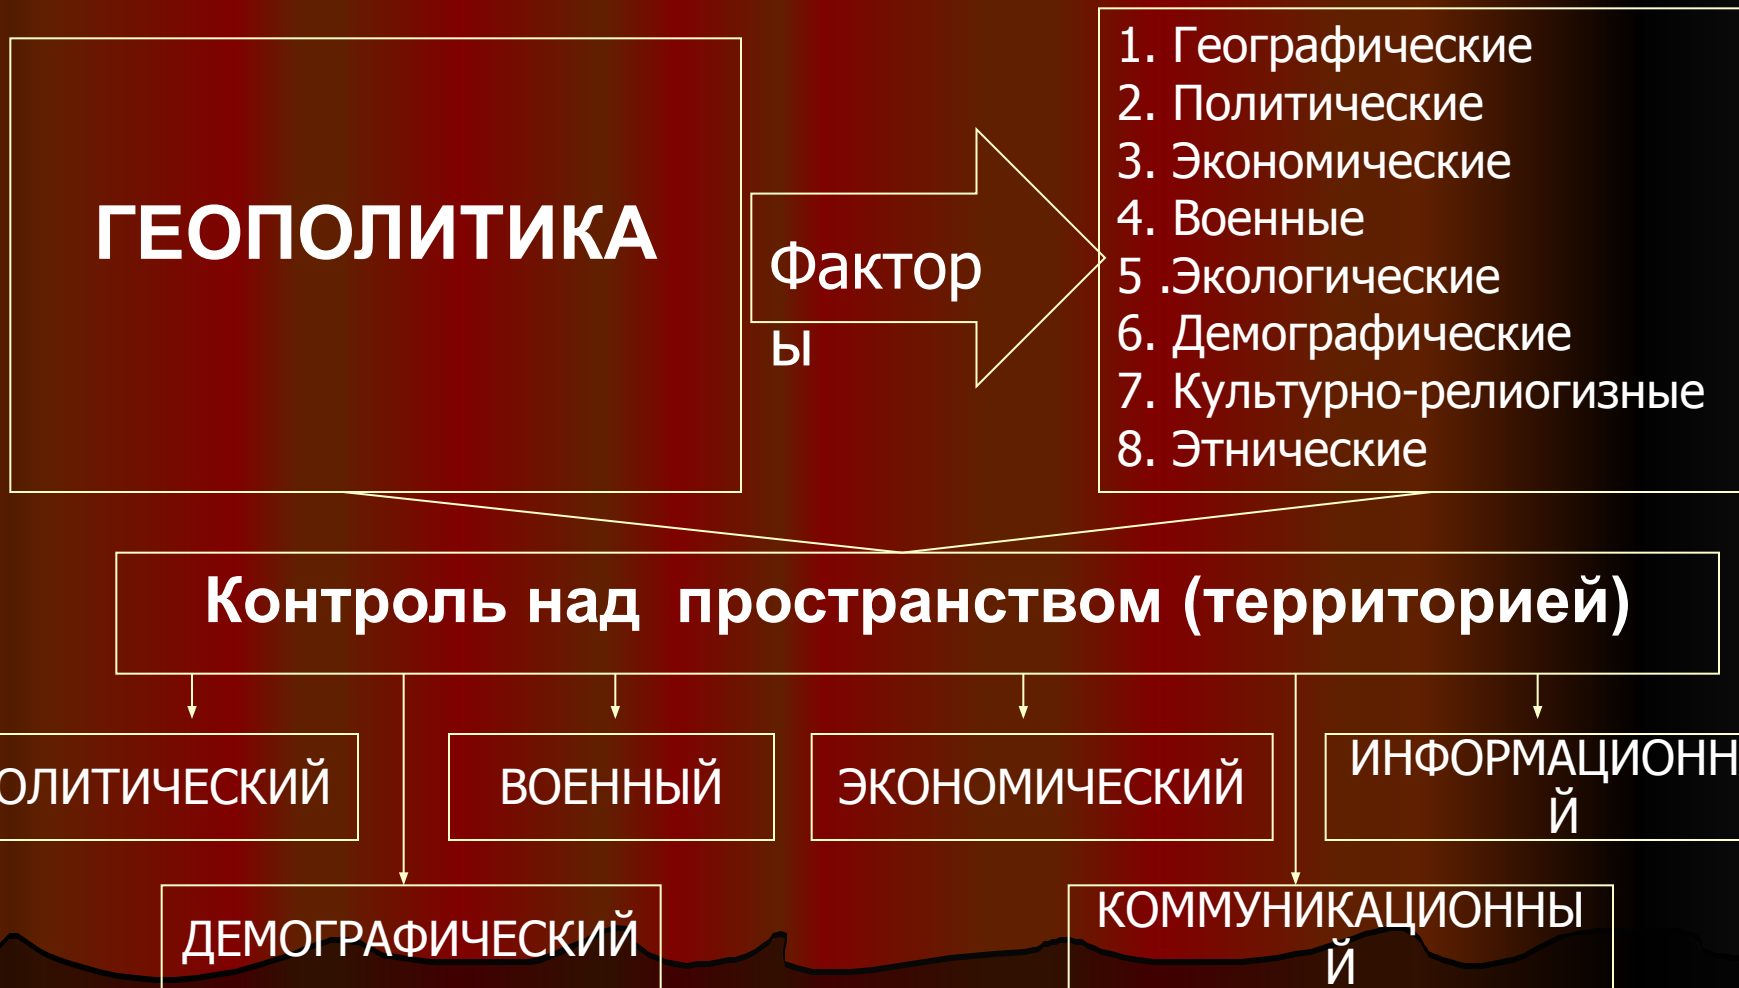 ГЕОПОЛИТИКА
Фактор
ы
1. Географические
2. Политические
3. Экономические
4. Военные
5 .Экологические
6. Демографические
7. Культурно-религиозные
8. Этнические
Контроль над  пространством (территорией)
ОЛИТИЧЕСКИЙ
ВОЕННЫЙ
ЭКОНОМИЧЕСКИЙ
ИНФОРМАЦИОНН
Й
ДЕМОГРАФИЧЕСКИЙ
КОММУНИКАЦИОННЫ
Й